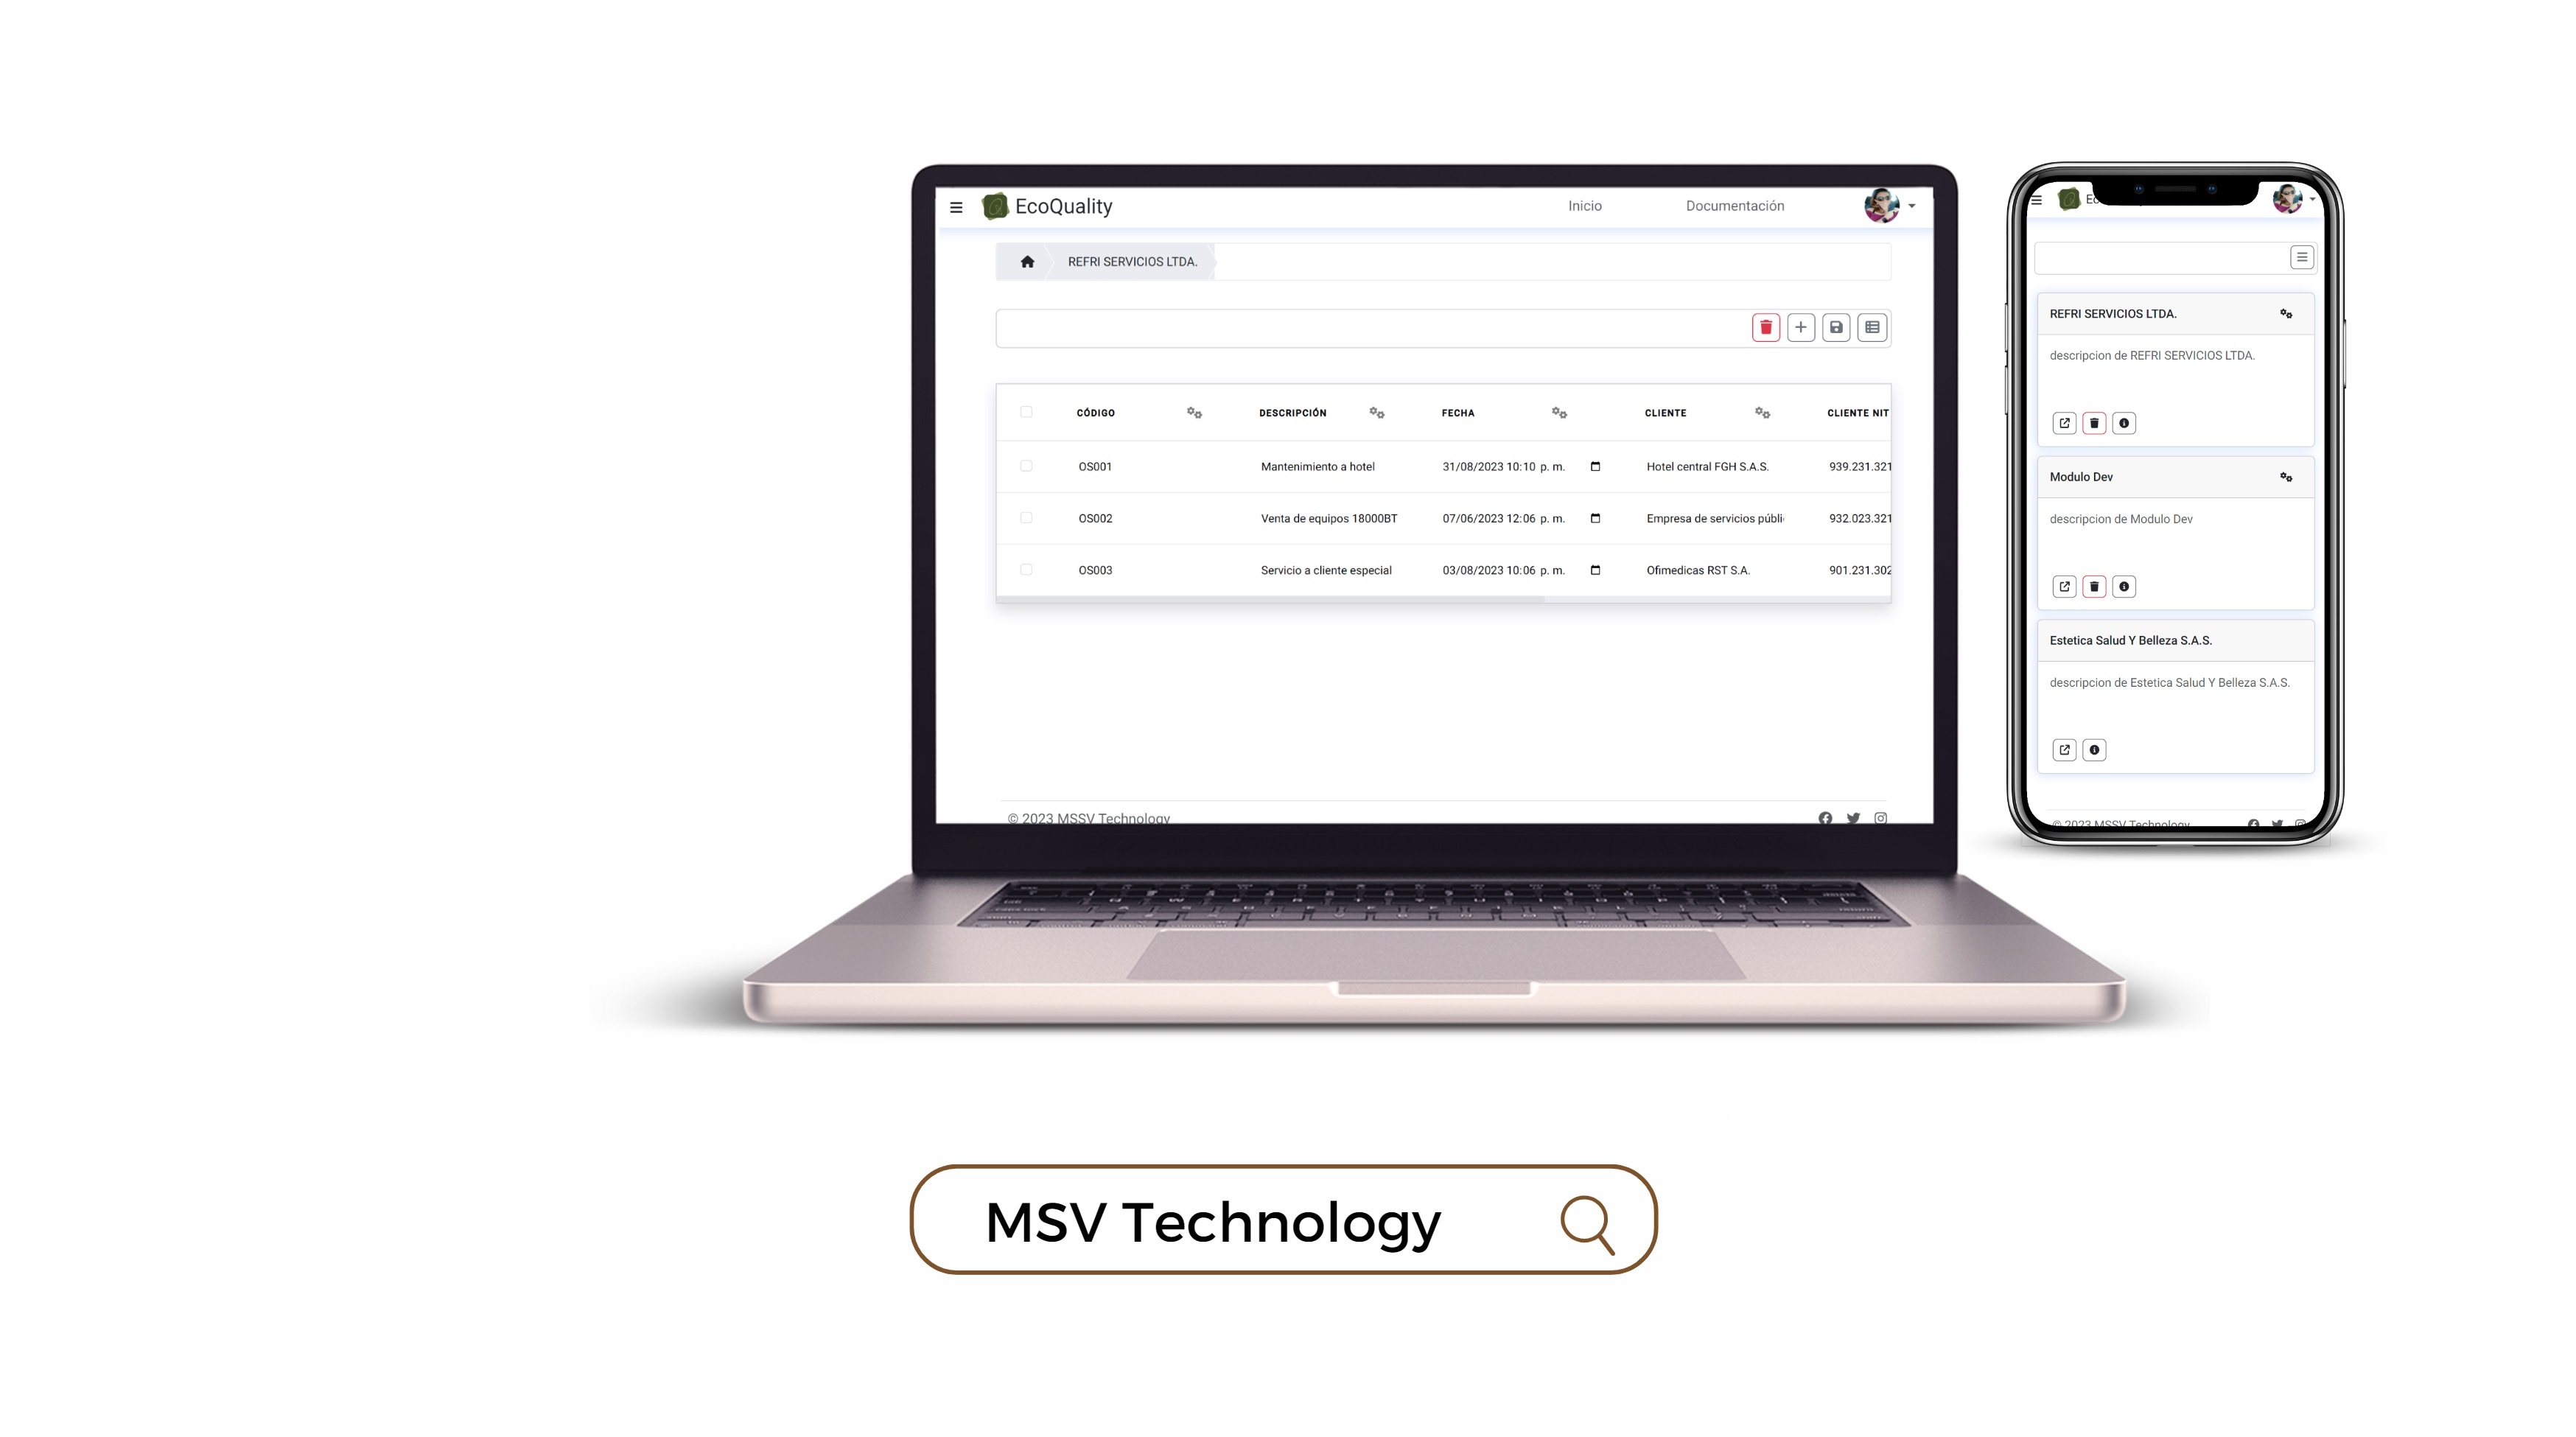 EcoQuality
Inicio
Documentación
REFRI SERVICIOS LTDA.
CÓDIGO DESCRIPCIÓN FECHA CLIENTE CLIENTE NIT
OS001 Mantenimiento a hotel 31/08/2023 10:10 p. m. Hotel central FGH S.A.S. 939.231.321
OS002 Venta de equipos 18000BT 07/06/2023 12:06 p. m. Empresa de servicios públi 932.023.321
OS003 Servicio a cliente especial 03/08/2023 10:06 p. m. Ofimedicas RST S.A. 901.231.302
© 2023 MSSV Technology
REFRI SERVICIOS LTDA.
descripcion de REFRI SERVICIOS LTDA.
Modulo Dev
descripcion de Modulo Dev
Estetica Salud Y Belleza S.A.S.
descripcion de Estetica Salud Y Belleza S.A.S.
© 2023 MSSV Technology
MSV Technology